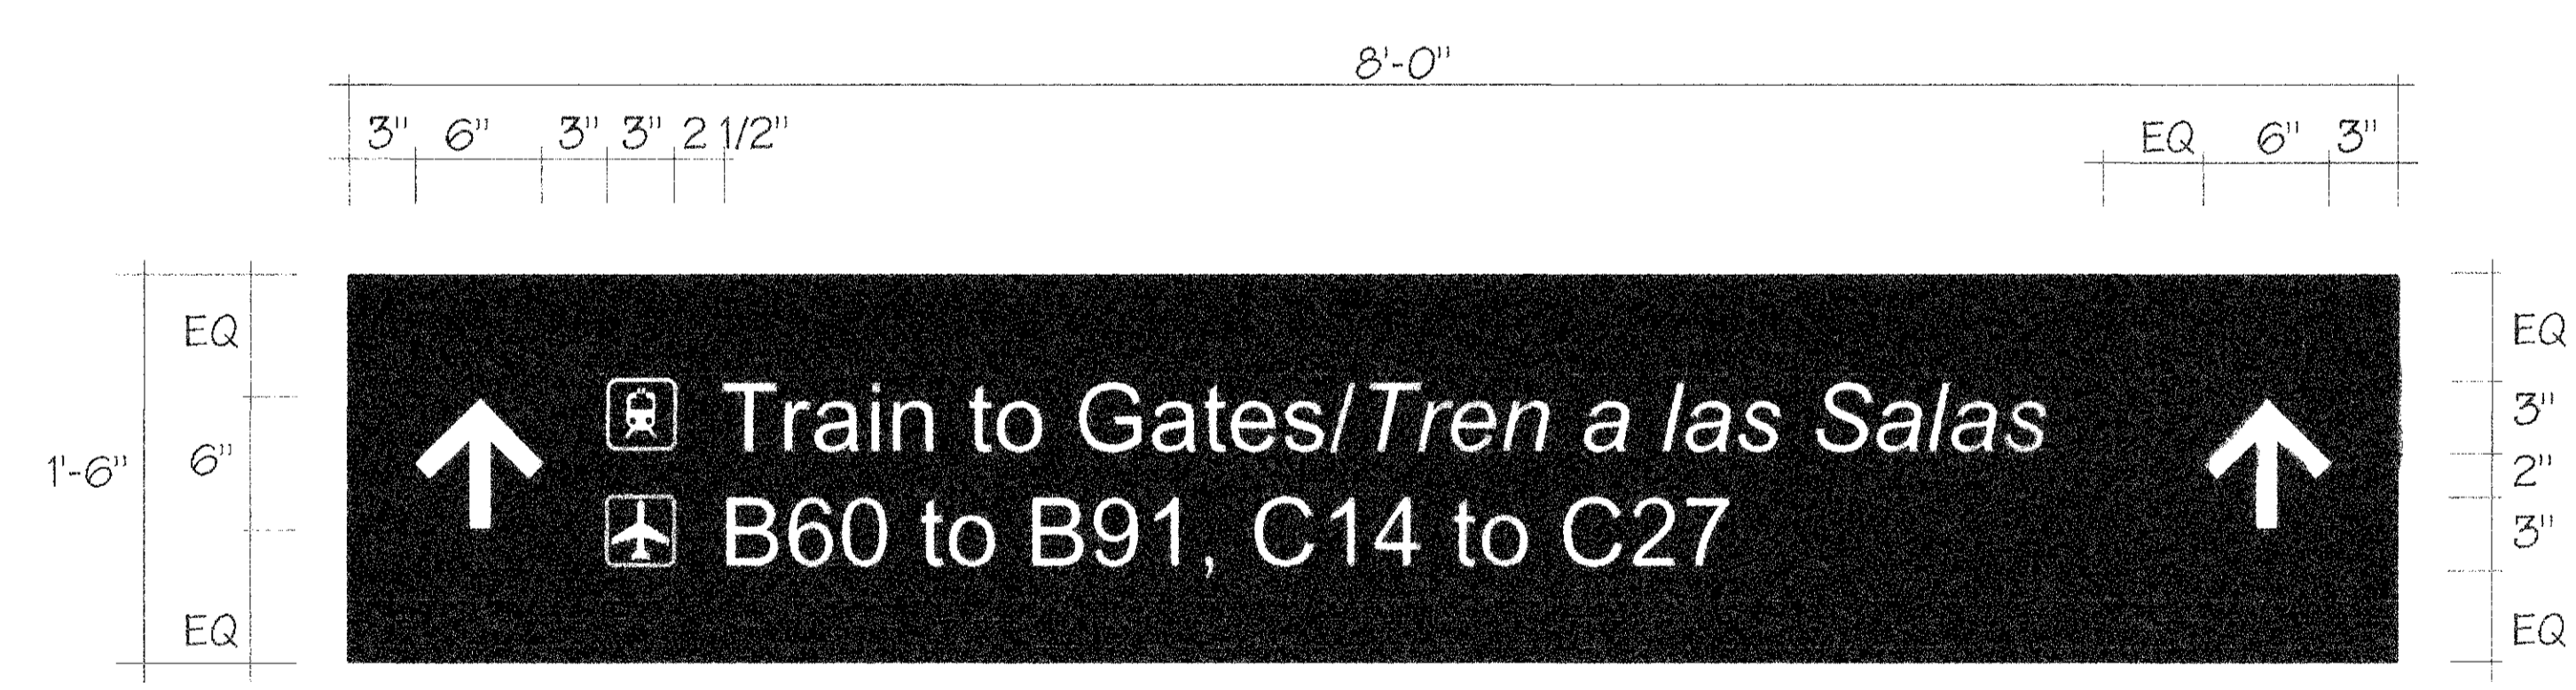 8'-0"
3" 6" 3" 3" 2 1/2" EQ 6" 3"
EQ
6"
1'-6"
EQ
Train to Gates/Tren a las Salas
B60 to B91, C14 to C27
EQ
3"
2"
3"
EQ